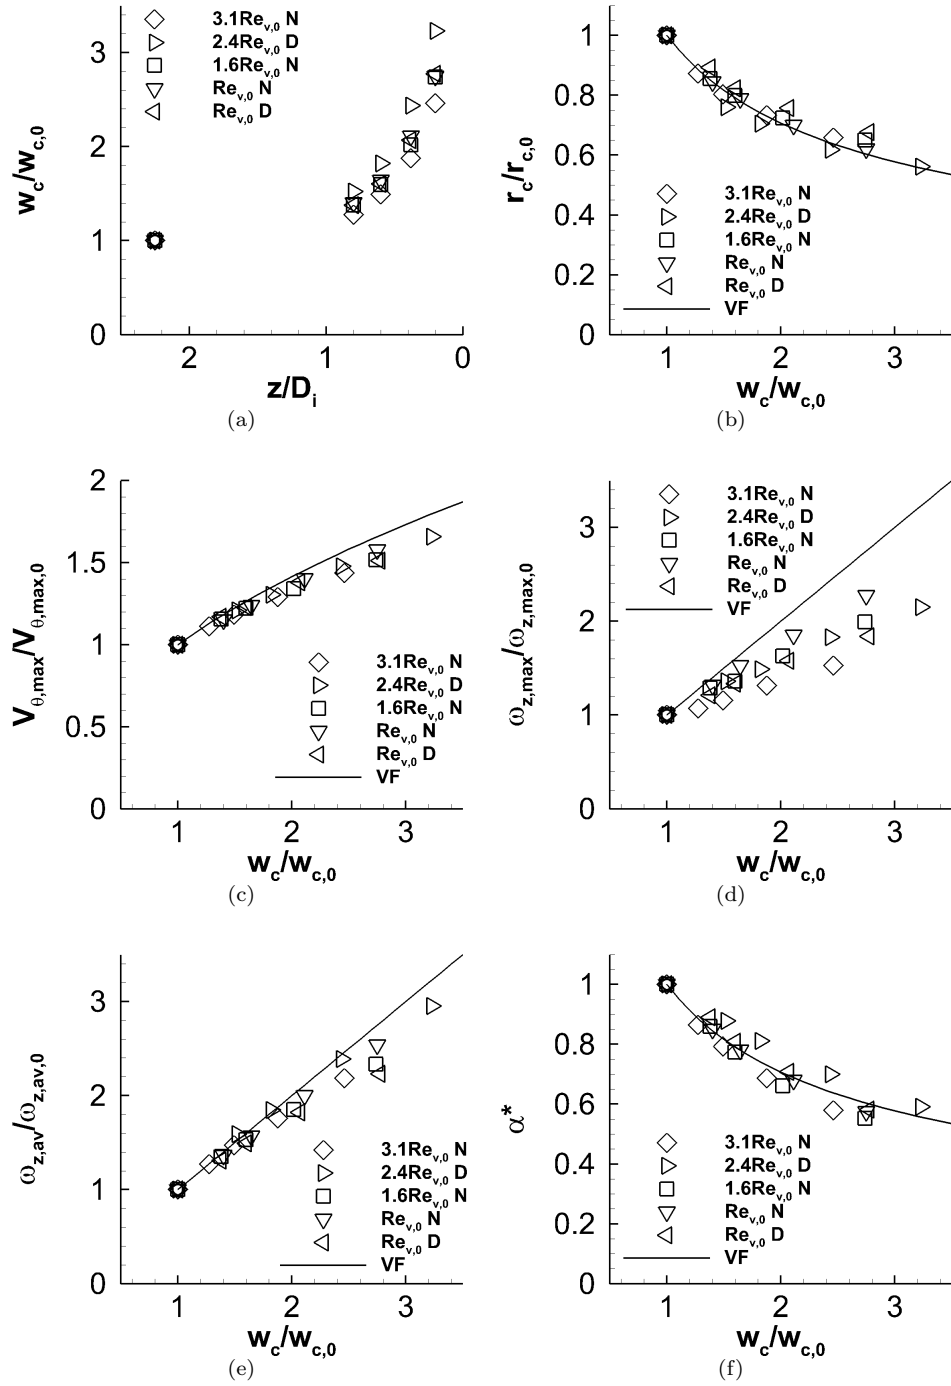 3.1Re_v,0 N
2.4Re_v,0 D
1.6Re_v,0 N
Re_v,0 N
Re_v,0 D
w_c/w_c,0
3
2
1
0
2
1
0
z/D_i
(a)
r_c/r_c,0
1
0.8
0.6
0.4
0.2
0
3.1Re_v,0 N
2.4Re_v,0 D
1.6Re_v,0 N
Re_v,0 N
Re_v,0 D
VF
1
2
3
w_c/w_c,0
(b)
V_θ,max/V_θ,max,0
2
1.5
1
0.5
0
3.1Re_v,0 N
2.4Re_v,0 D
1.6Re_v,0 N
Re_v,0 N
Re_v,0 D
VF
1
2
3
w_c/w_c,0
(c)
ω_z,max/ω_z,max,0
3
2
1
0
3.1Re_v,0 N
2.4Re_v,0 D
1.6Re_v,0 N
Re_v,0 N
Re_v,0 D
VF
1
2
3
w_c/w_c,0
(d)
ω_z,av/ω_z,av,0
3
2
1
0
3.1Re_v,0 N
2.4Re_v,0 D
1.6Re_v,0 N
Re_v,0 N
Re_v,0 D
VF
1
2
3
w_c/w_c,0
(e)
α*
1
0.8
0.6
0.4
0.2
0
3.1Re_v,0 N
2.4Re_v,0 D
1.6Re_v,0 N
Re_v,0 N
Re_v,0 D
VF
1
2
3
w_c/w_c,0
(f)